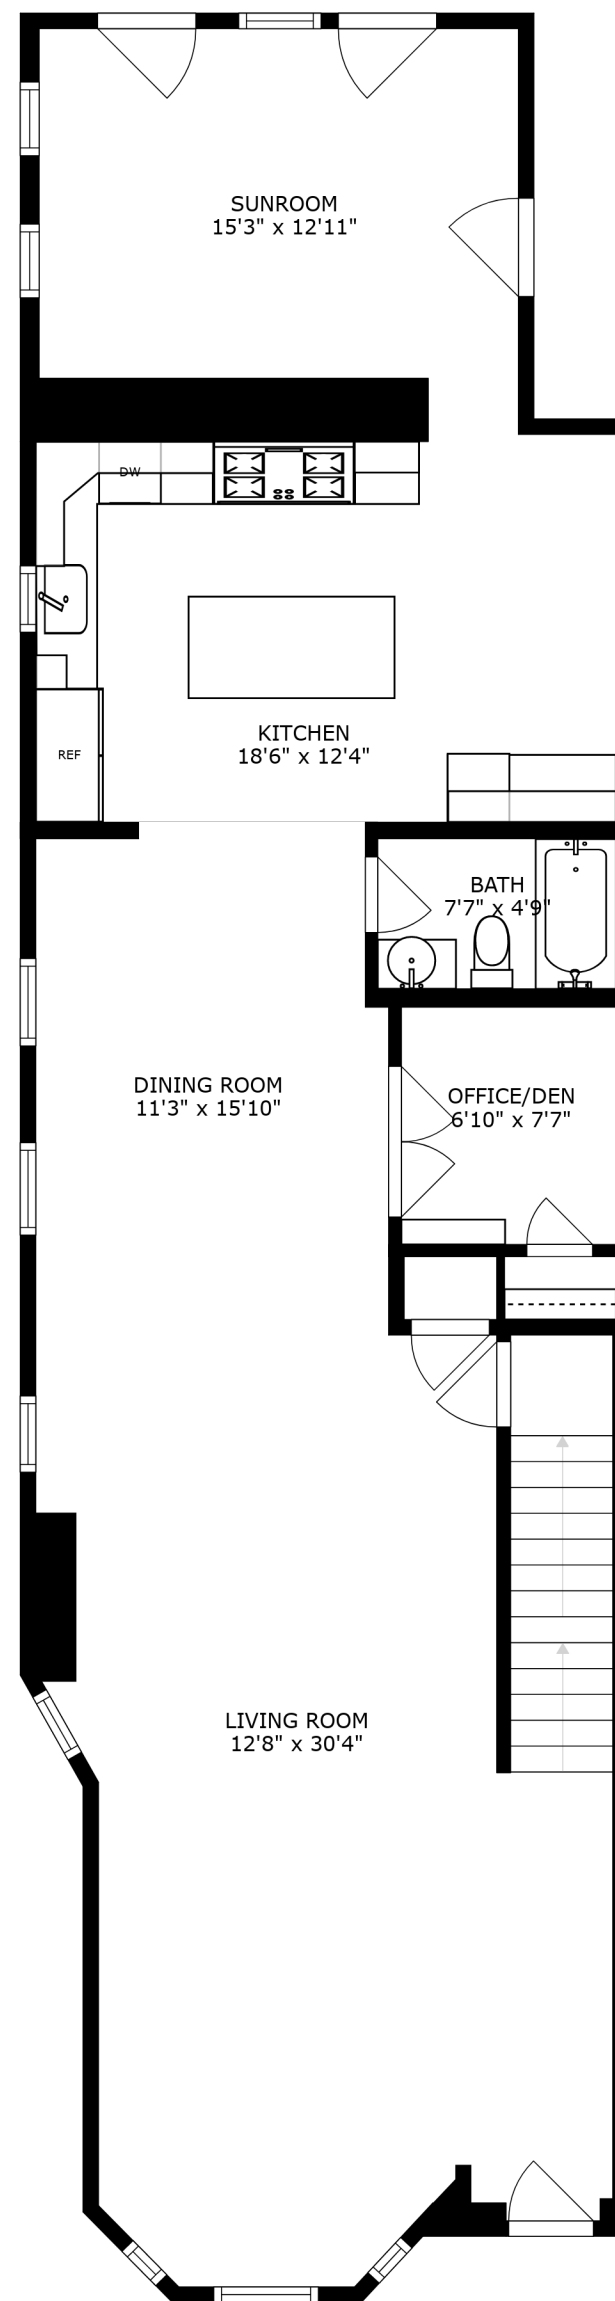 SUNROOM
15'3" x 12'11"
DW
KITCHEN
18'6" x 12'4"
REF
BATH
7'7" x 4'9"
DINING ROOM
11'3" x 15'10"
OFFICE/DEN
6'10" x 7'7"
LIVING ROOM
12'8" x 30'4"